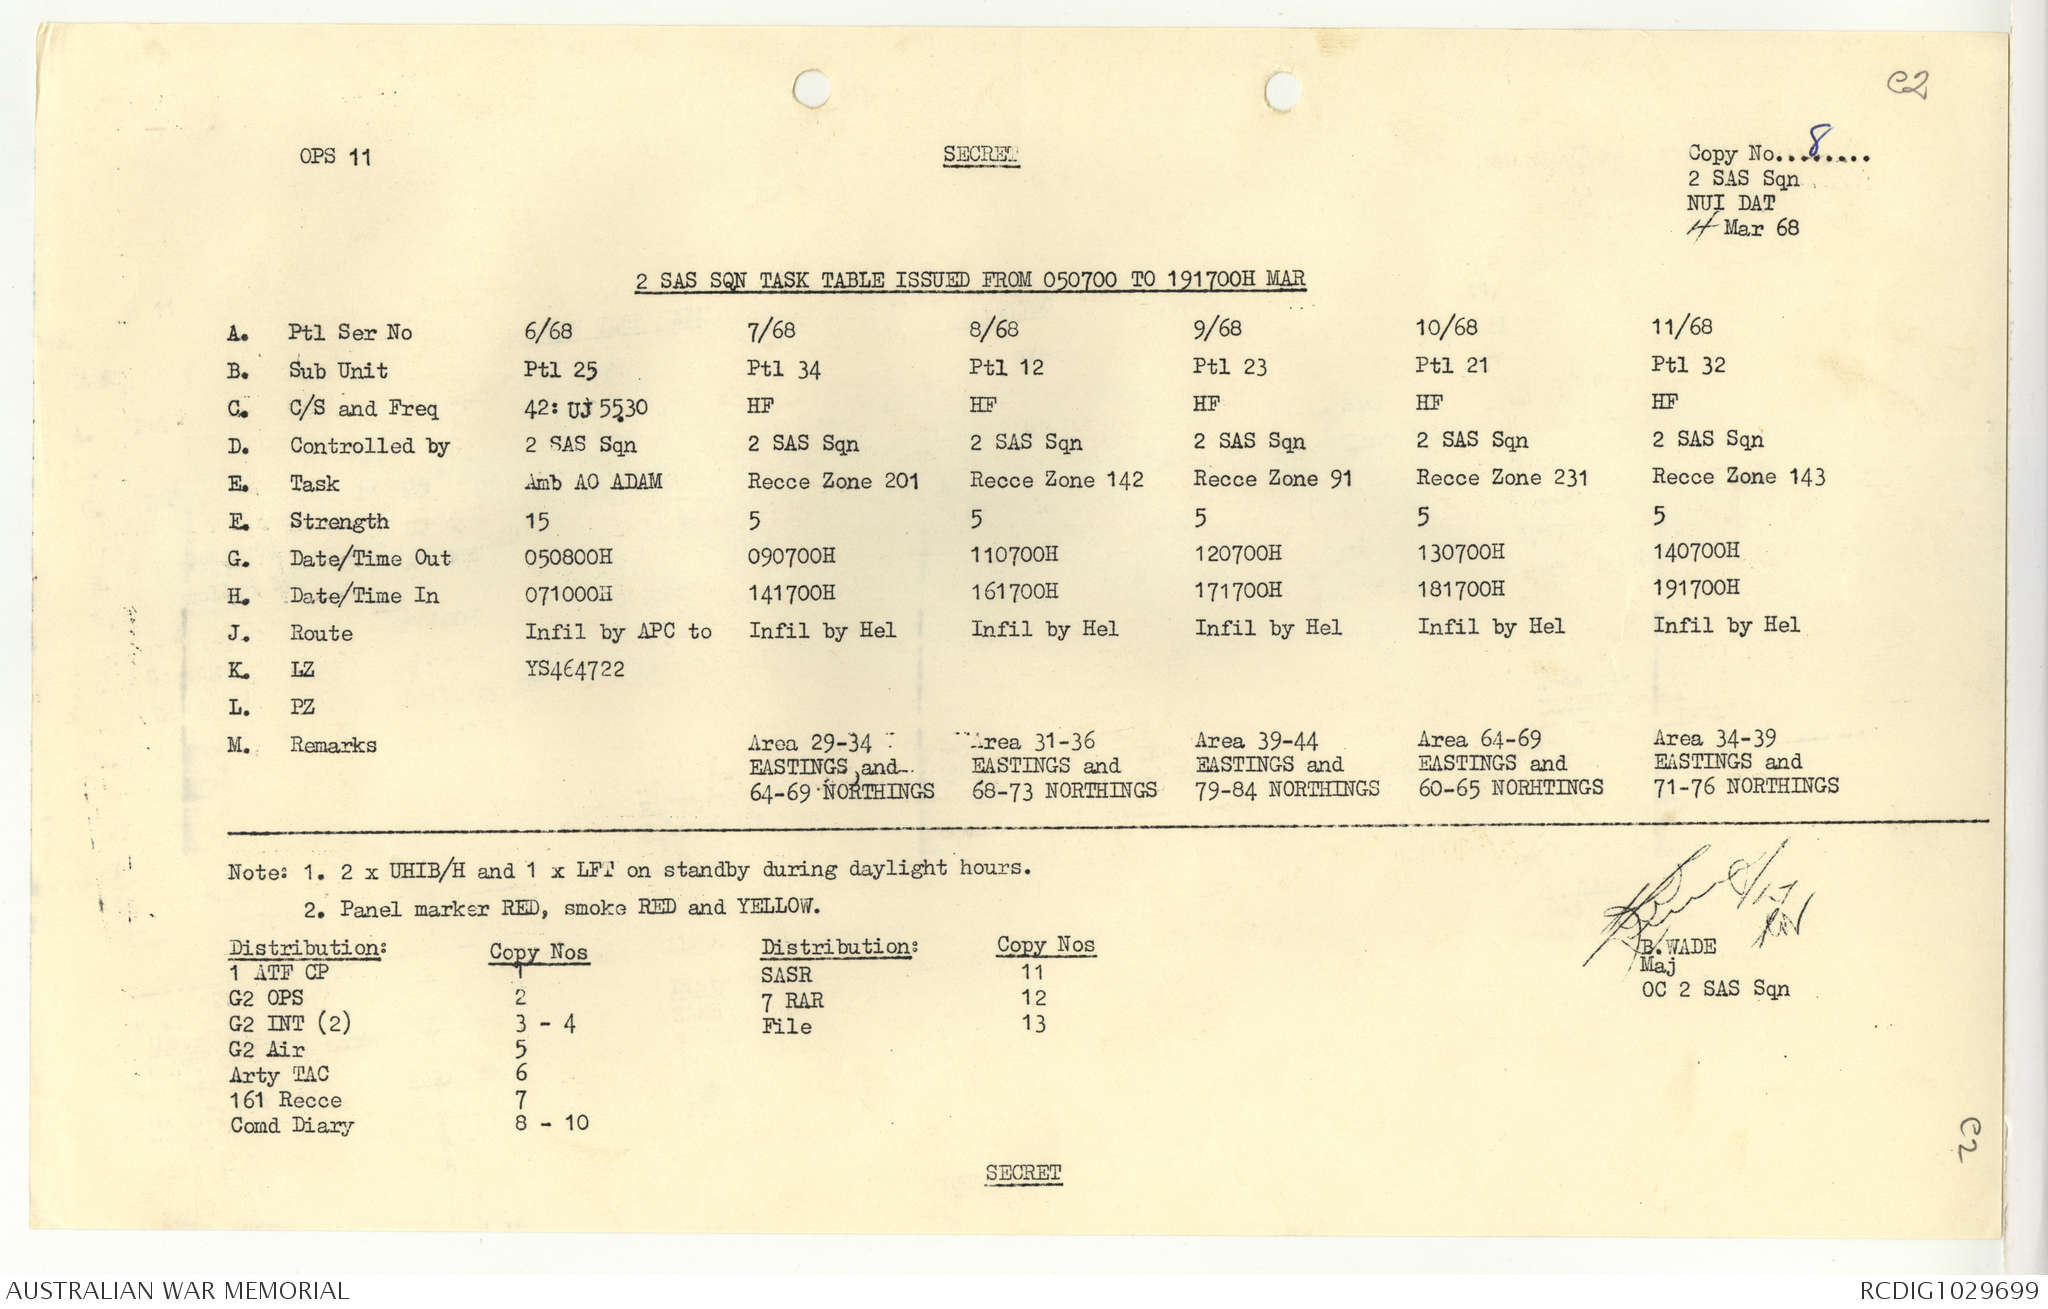 C2
OPS 11 SECRET Copy No.... 8 .....
2 SAS Sqn
NUI DAT
4 Mar 68
2 SAS SQN TASK TABLE ISSUED FROM 050700 TO 191700H MAR
A. Ptl Ser No 6/68 7/68 8/68 9/68 10/68 11/68
B. Sub Unit Ptl 25 Ptl 34 Ptl 12 Ptl 23 Ptl 21 Ptl 32
C. C/S and Freq 42: UJ 55.30 HF HF HF HF HF
D. Controlled by 2 SAS Sqn 2 SAS Sqn 2 SAS Sqn 2 SAS Sqn 2 SAS Sqn 2 SAS Sqn
E. Task Amb AO ADAM Recce Zone 201 Recce Zone 142 Recce Zone 91 Recce Zone 231 Recce Zone 143
E. Strength 15 5 5 5 5 5
G. Date/Time Out 050800H 090700H 110700H 120700H 130700H 140700H
H. Date/Time In 071000H 141700H 161700H 171700H 181700H 191700H
J. Route Infil by APC to Infil by Hel Infil by Hel Infil by Hel Infil by Hel Infil by Hel
K. LZ YS464722
L. PZ
M. Remarks Area 29-34 Area 31-36 Area 39-44 Area 64-69 Area 34-39
EASTINGS and EASTINGS and EASTINGS and EASTINGS and EASTINGS and
64-69 NORTHINGS 68-73 NORTHINGS 79-84 NORTHINGS 60-65 NORHTINGS 71-76 NORTHINGS
Note: 1. 2 x UHIB/H and 1 x LFT on standby during daylight hours.
2. Panel marker RED, smoke RED and YELLOW.
B.WADE
Maj
OC 2 SAS Sqn
Distribution: Copy Nos Distribution: Copy Nos
1 ATF CP 1 SASR 11
G2 OPS 2 7 RAR 12
G2 INT (2) 3 - 4 File 13
G2 Air 5
Arty TAC 6
161 Recce 7
Comd Diary 8 - 10
C2
SECRET
AUSTRALIAN WAR MEMORIAL RCDIG1029699